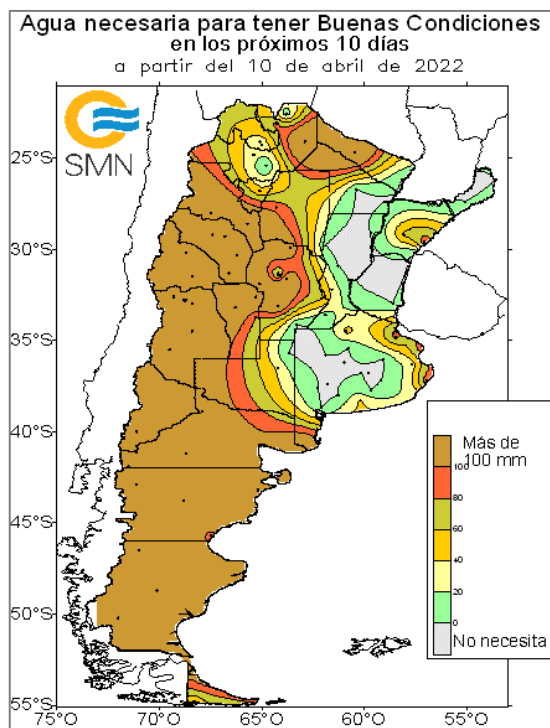 Agua necesaria para tener Buenas Condiciones
en los próximos 10 días
a partir del 10 de abril de 2022
SMN
25°S
30°S
35°S
40°S
45°S
50°S
55°S
75°O
70°O
65°O
60°O
55°O
Más de
100 mm
100
80
60
40
20
0
No necesita